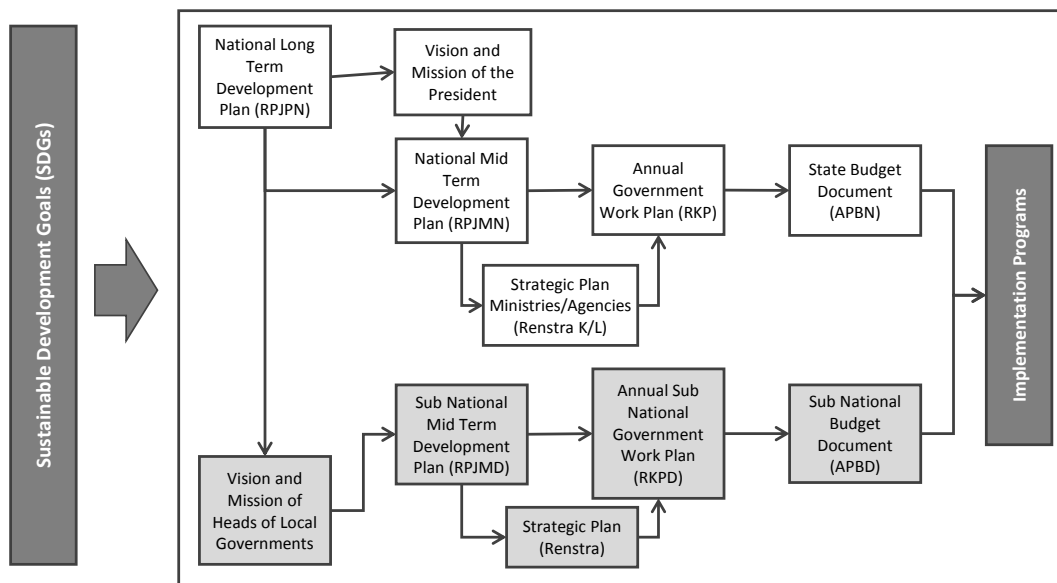 Sustainable Development Goals (SDGs)
National Long
Term
Development
Plan (RPJPN)
Vision and
Mission of the
President
National Mid
Term
Development
Plan (RPJMN)
Annual
Government
Work Plan (RKP)
State Budget
Document
(APBN)
Strategic Plan
Ministries/Agencies
(Renstra K/L)
Implementation Programs
Sub National
Mid Term
Development
Plan (RPJMD)
Annual Sub
National
Government
Work Plan
(RKPD)
Sub National
Budget
Document
(APBD)
Vision and
Mission of
Heads of Local
Governments
Strategic Plan
(Renstra)